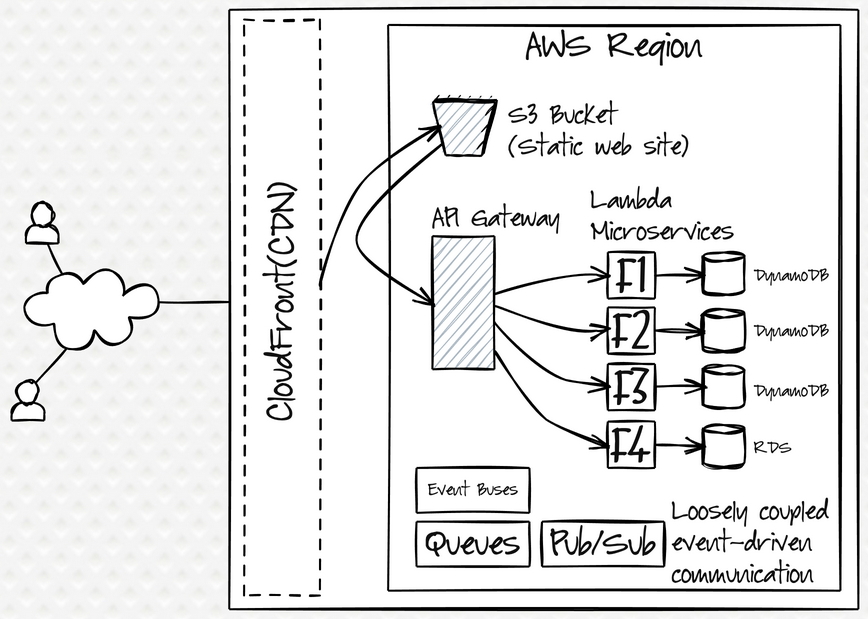 AWS Region
S3 Bucket
(Static web site)
CloudFront(CDN)
API Gateway
Lambda
Microservices
F1
DynamoDB
F2
DynamoDB
F3
DynamoDB
F4
RDS
Event Buses
Queues
Pub/Sub
Loosely coupled
event-driven
communication